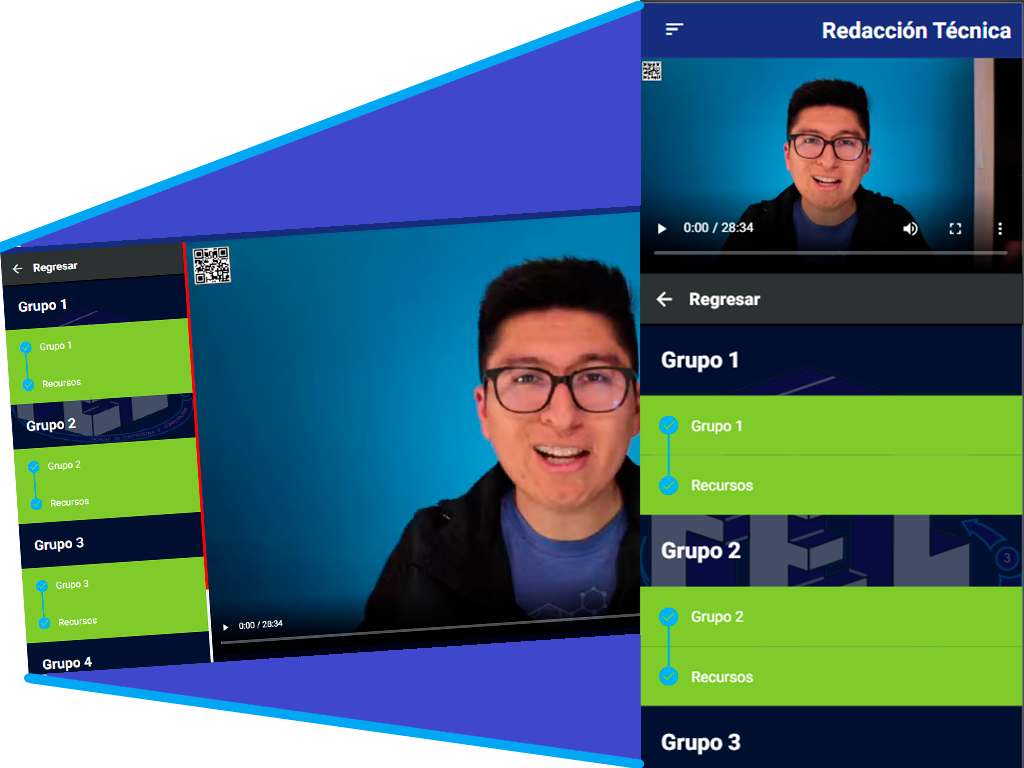 Regresar
Grupo 1
Grupo 1
Recursos
Grupo 2
Grupo 2
Recursos
Grupo 3
Grupo 3
Recursos
Grupo 4
0:00 / 28:34
Redacción Técnica
0:00 / 28:34
Regresar
Grupo 1
Grupo 1
Recursos
Grupo 2
3
Grupo 2
Recursos
Grupo 3